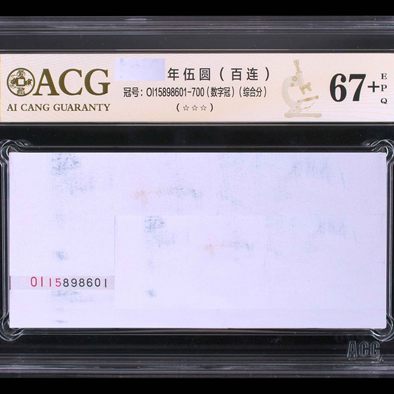 ACG
AI CANG GUARANTY
年伍圆（百连）
冠号：OI15898601-700（数字冠）（综合分）
（☆☆☆）
67+
EPQ
OI15898601
ACG